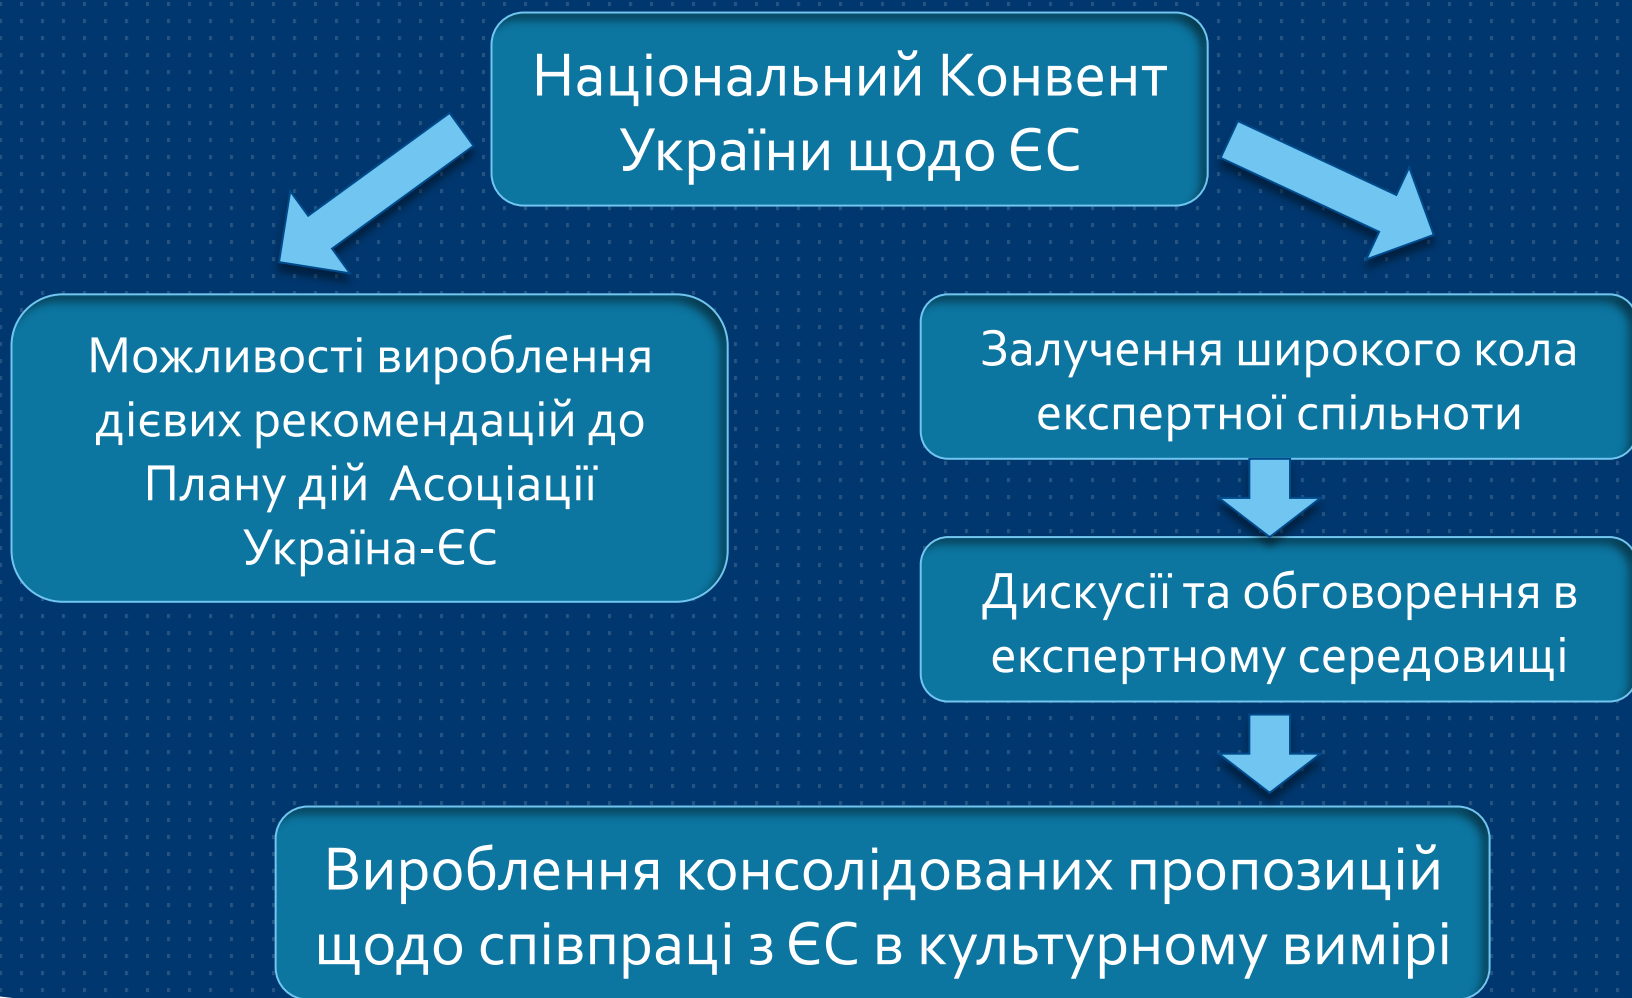 Національний Конвент
України щодо ЄС
Можливості вироблення
дієвих рекомендацій до
Плану дій Асоціації
Україна-ЄС
Залучення широкого кола
експертної спільноти
Дискусії та обговорення в
експертному середовищі
Вироблення консолідованих пропозицій
щодо співпраці з ЄС в культурному вимірі